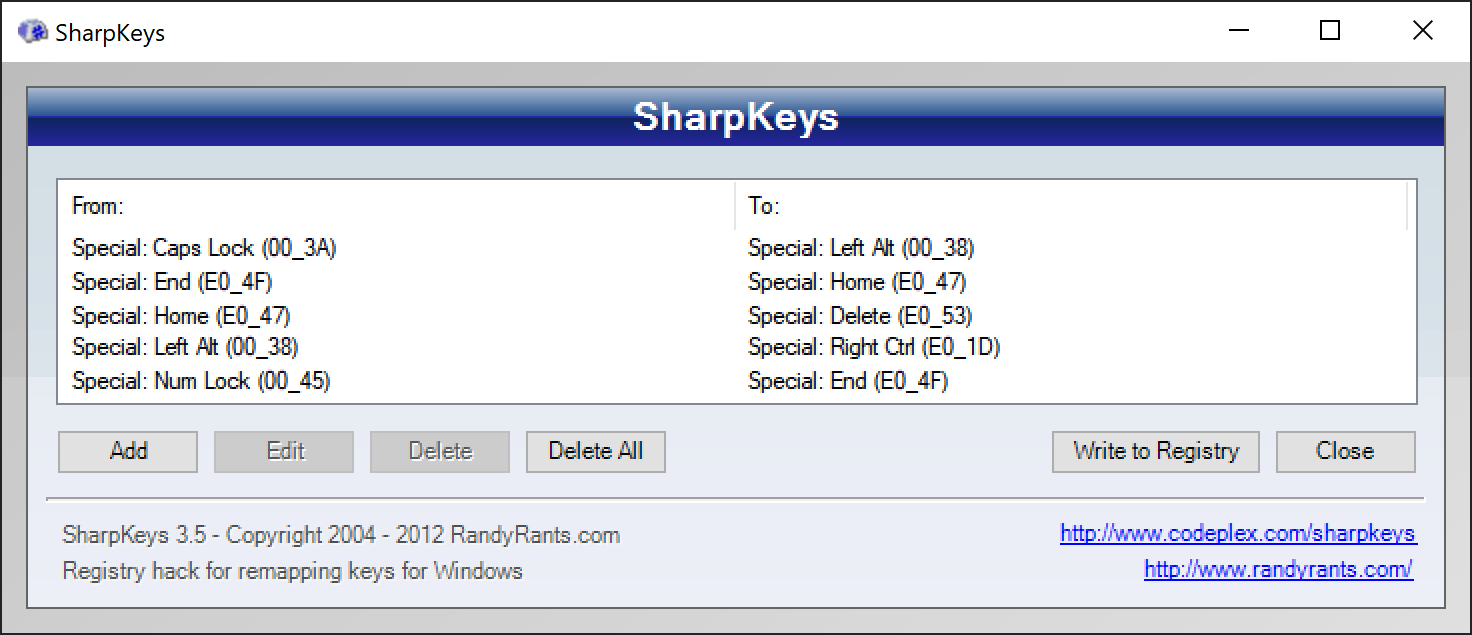 SharpKeys
SharpKeys
From: To:
Special: Caps Lock (00_3A) Special: Left Alt (00_38)
Special: End (E0_4F) Special: Home (E0_47)
Special: Home (E0_47) Special: Delete (E0_53)
Special: Left Alt (00_38) Special: Right Ctrl (E0_1D)
Special: Num Lock (00_45) Special: End (E0_4F)
Add Edit Delete Delete All Write to Registry Close
SharpKeys 3.5 - Copyright 2004 - 2012 RandyRants.com http://www.codeplex.com/sharpkeys
Registry hack for remapping keys for Windows http://www.randyrants.com/